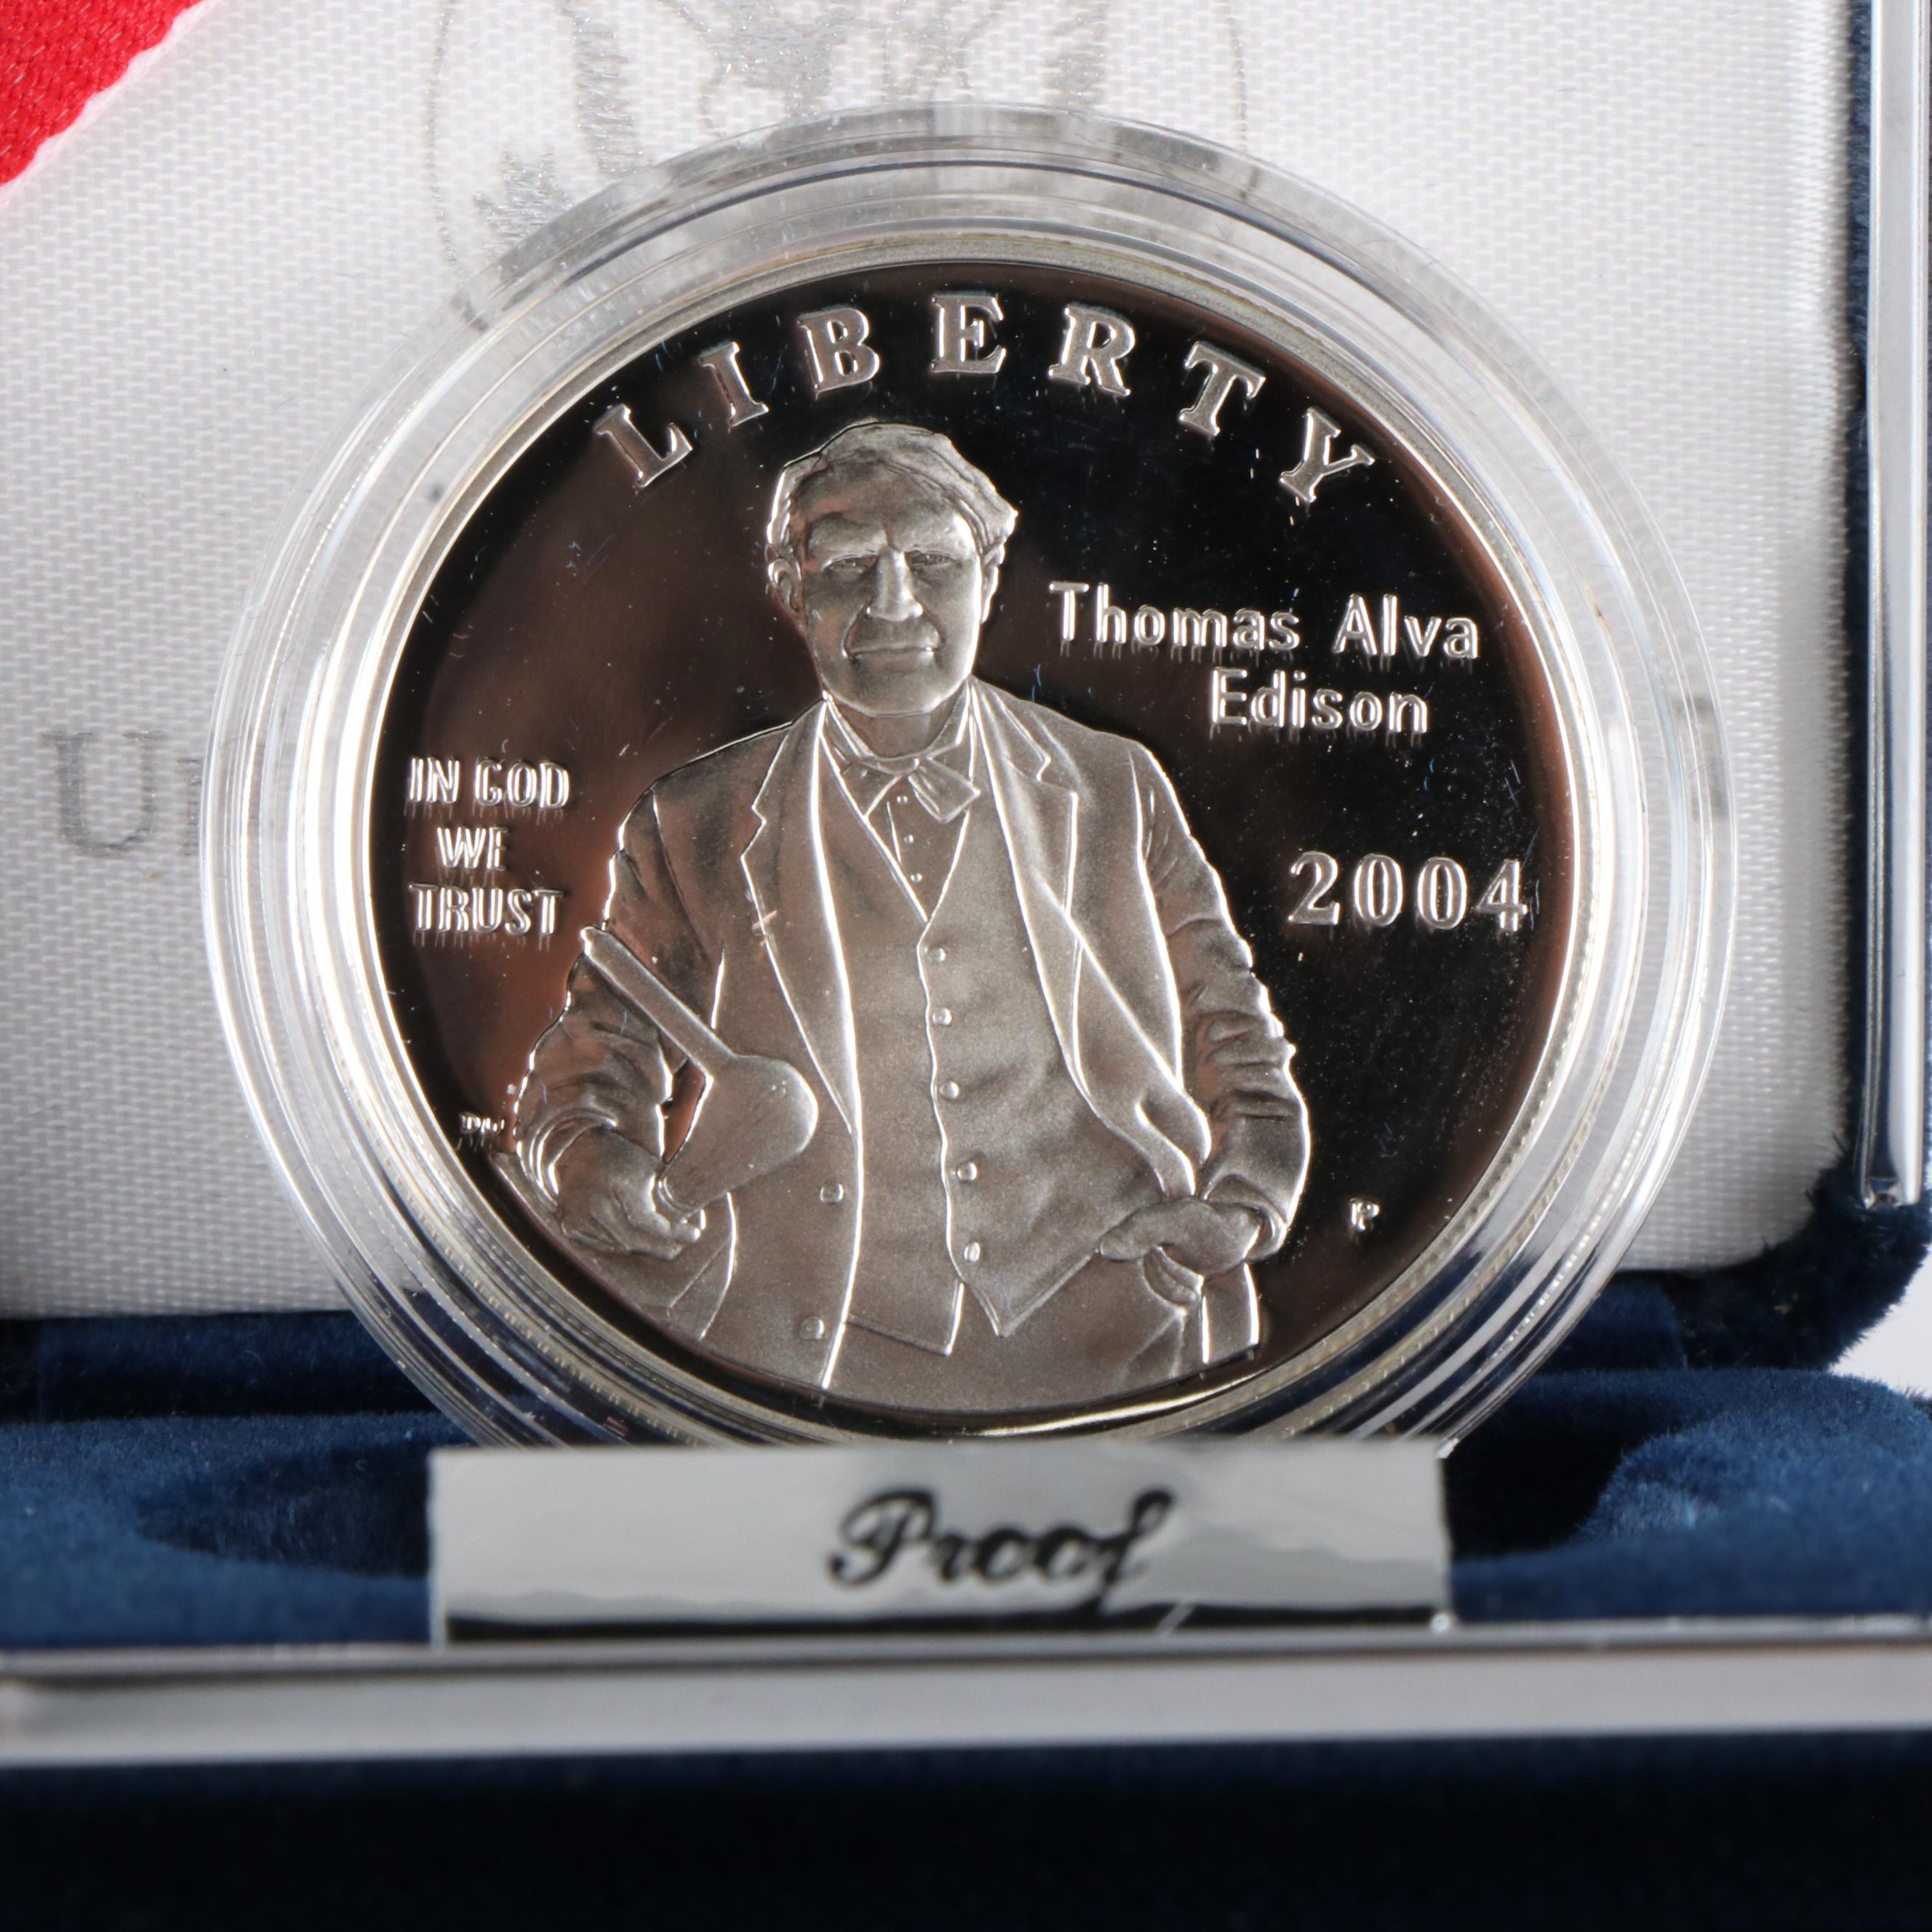 LIBERTY
Thomas Alva
Edison
IN GOD
WE
TRUST
2004
P
Proof